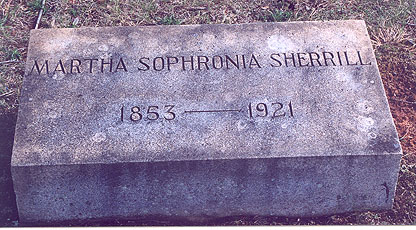 MARTHA SOPHRONIA SHERRILL
1853 — 1921